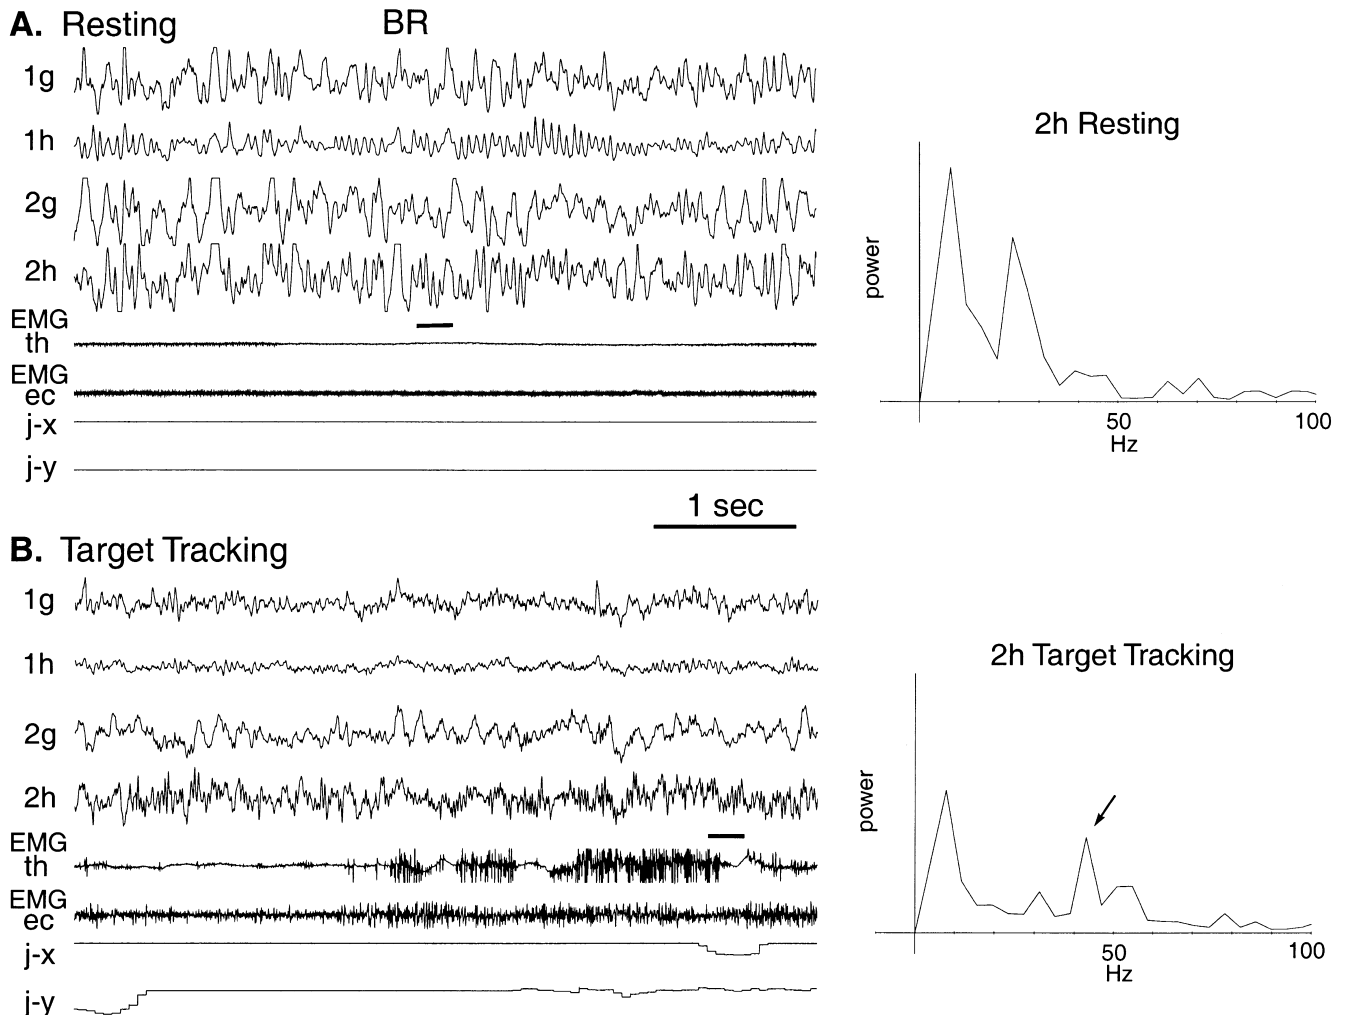 A. Resting BR
1g
1h
2g
2h
EMG
th
EMG
ec
j-x
j-y
1 sec
2h Resting
power
50
100
Hz
B. Target Tracking
1g
1h
2g
2h
EMG
th
EMG
ec
j-x
j-y
2h Target Tracking
power
50
100
Hz